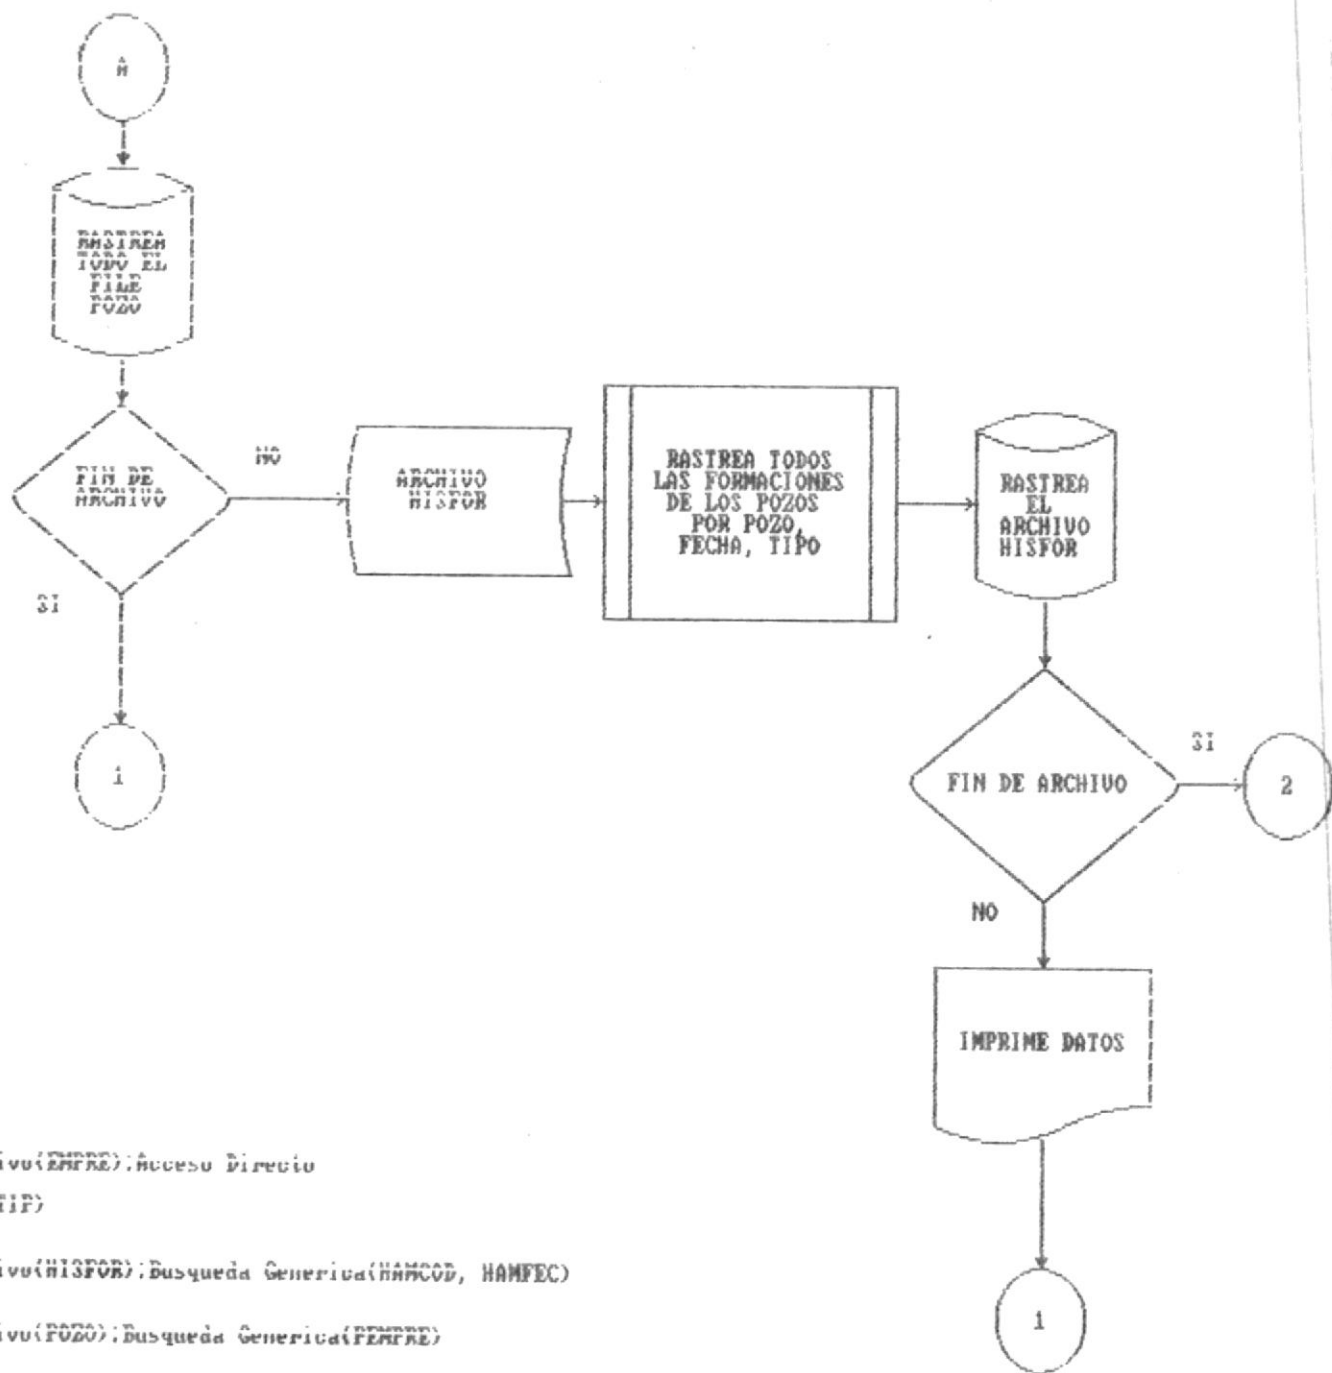 A
RASTREA
TODO EL
FILE
POZO
FIN DE
ARCHIVO
NO
SI
1
ARCHIVO
HISFOR
RASTREA TODOS
LAS FORMACIONES
DE LOS POZOS
POR POZO,
FECHA, TIPO
RASTREA
EL
ARCHIVO
HISFOR
FIN DE ARCHIVO
SI
2
NO
IMPRIME DATOS
1
ivo(EMPRE);Acceso Directo
TIP)
ivo(HISFOR);Busqueda Generica(HAMCOD, HAMFEC)
ivo(POZO);Busqueda Generica(PEMPRE)